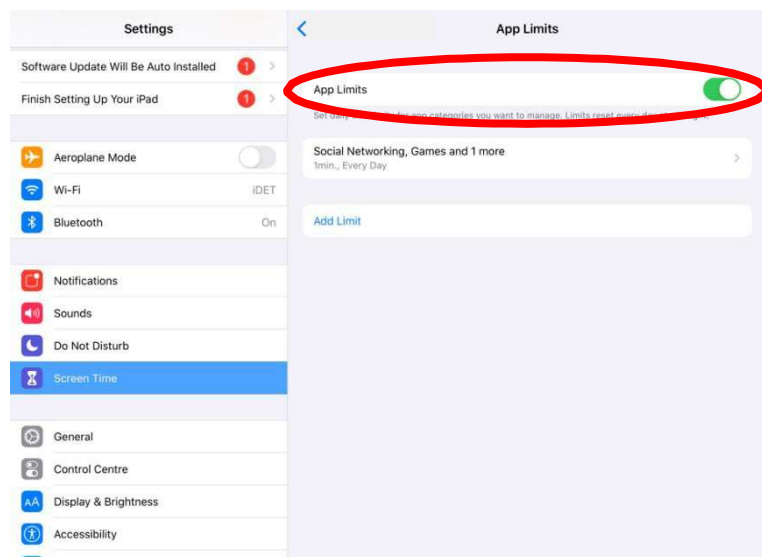 Settings
Software Update Will Be Auto Installed 1
Finish Setting Up Your iPad 1
Aeroplane Mode
Wi-Fi iDET
Bluetooth On
Notifications
Sounds
Do Not Disturb
Screen Time
General
Control Centre
AA Display & Brightness
Accessibility
App Limits
App Limits
for app categories you want to manage. Limits reset every day
Social Networking, Games and 1 more
1min., Every Day
Add Limit